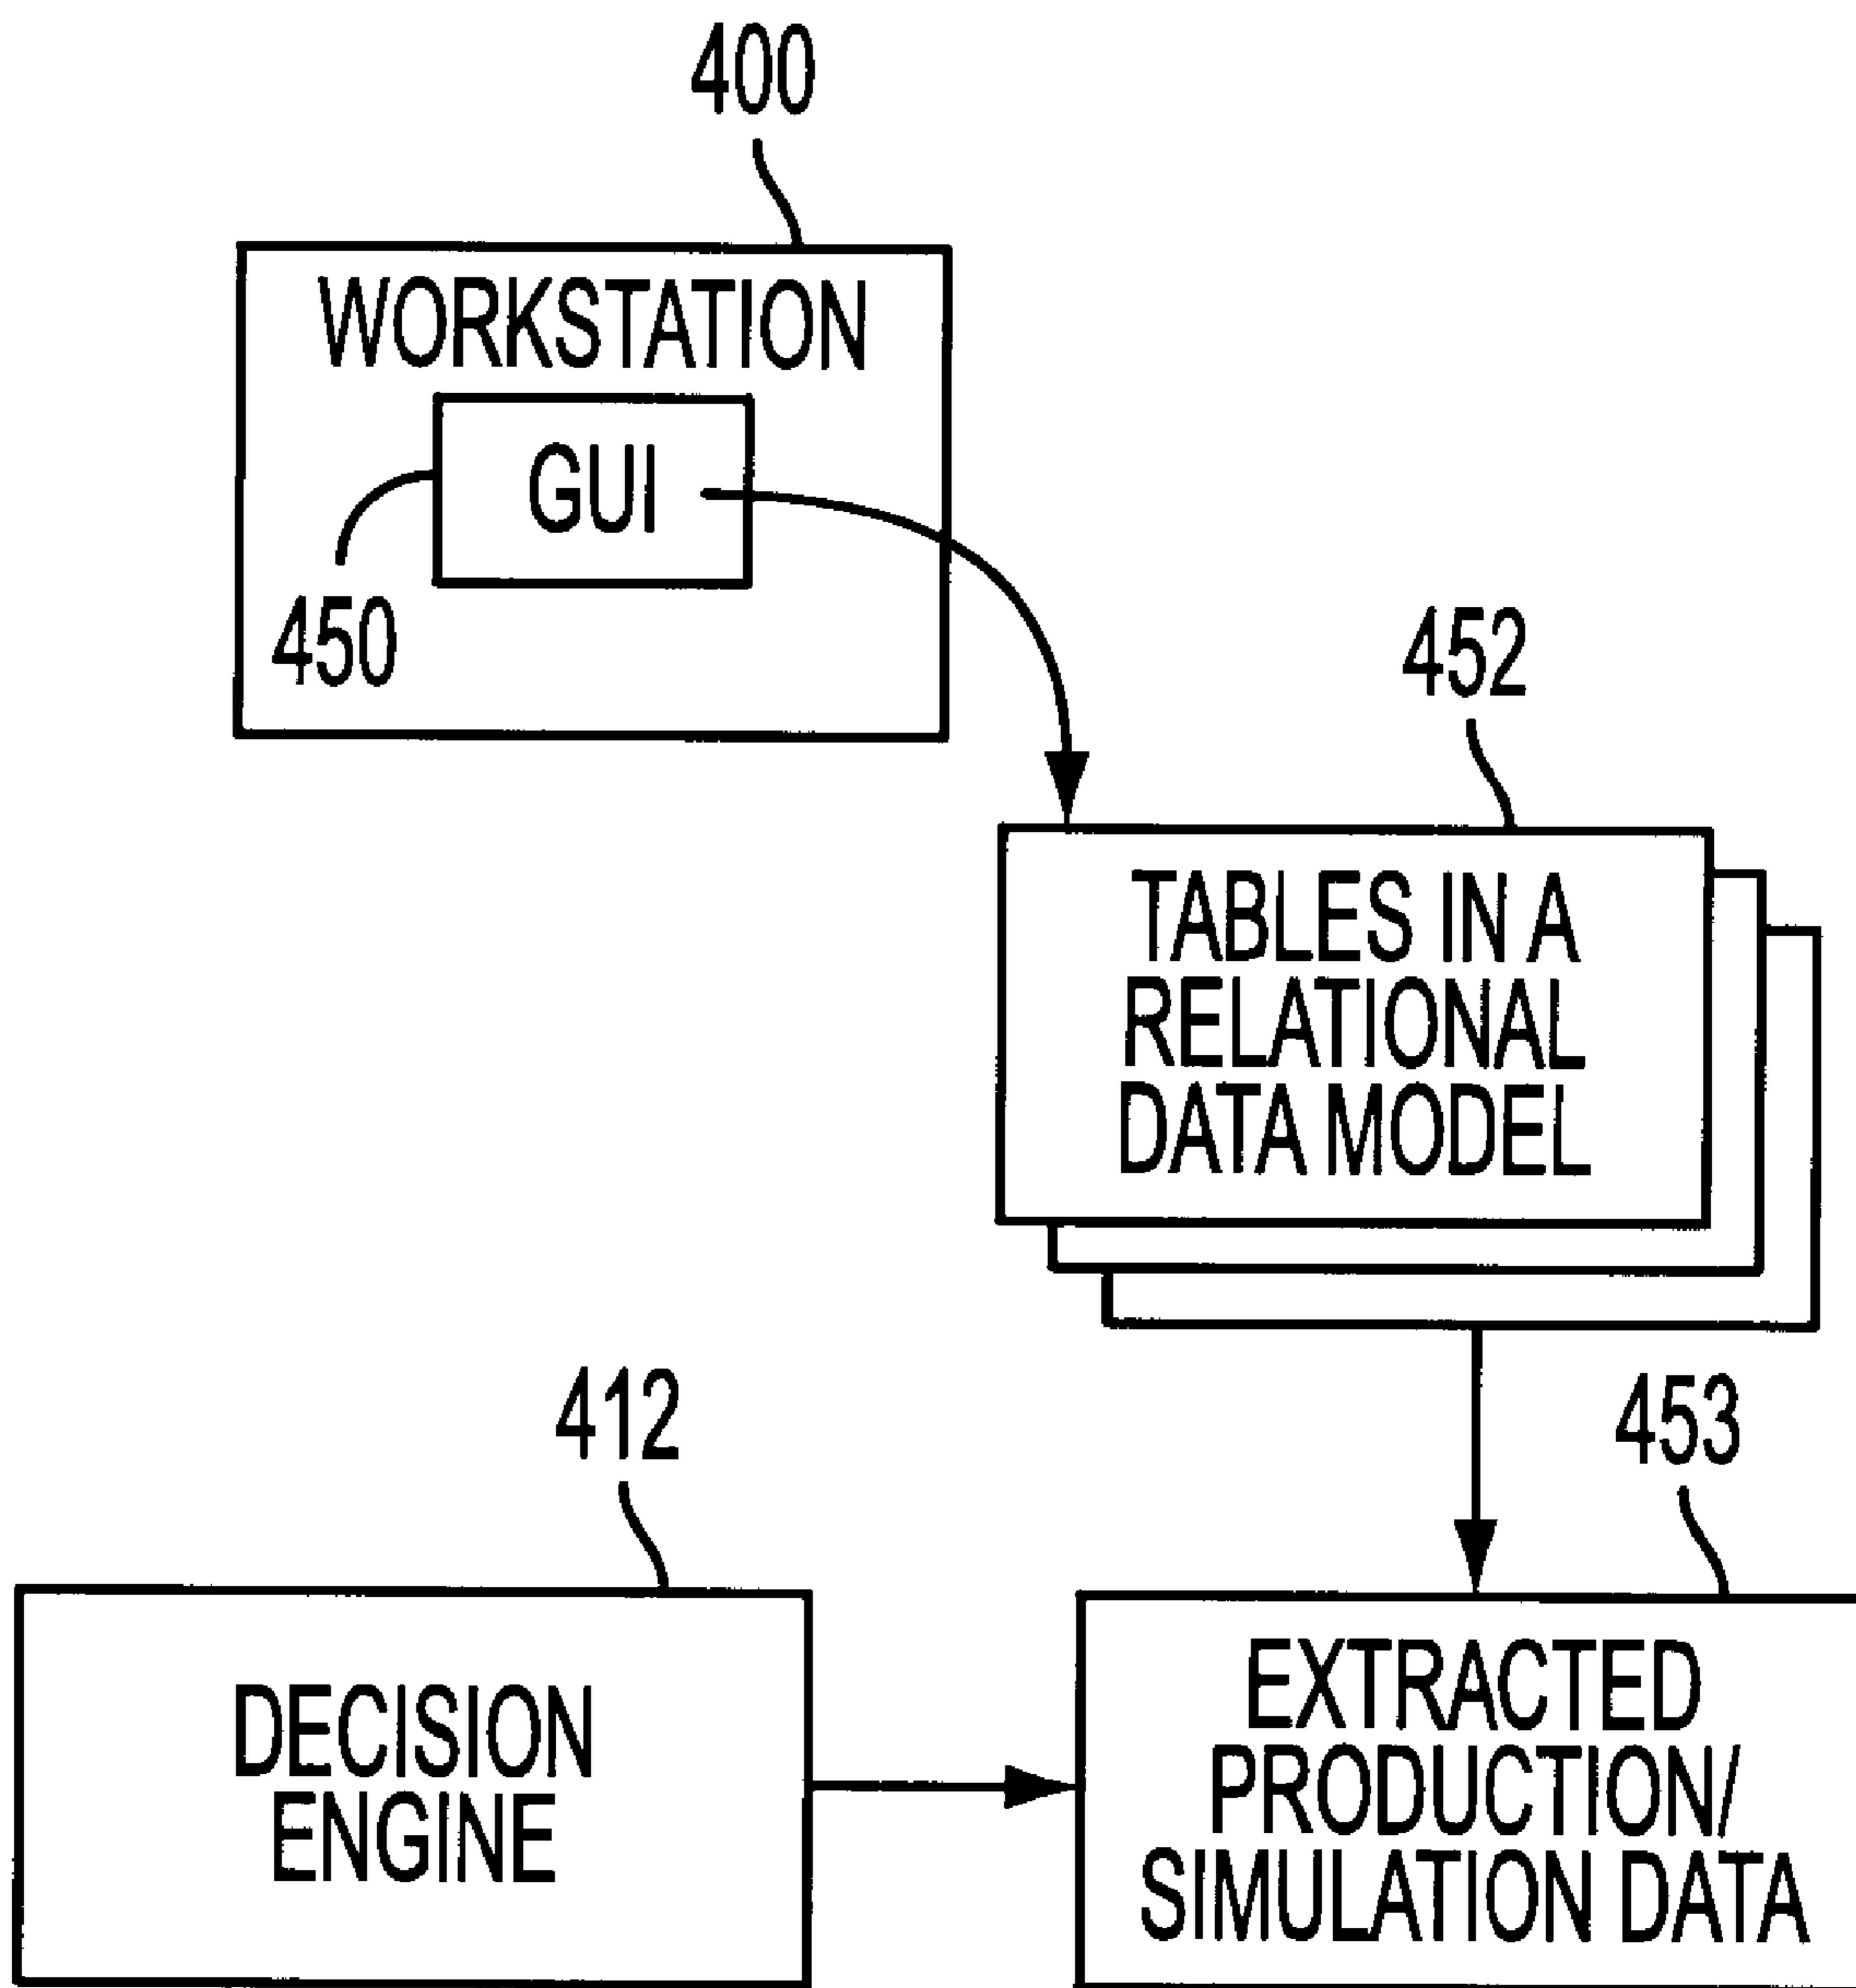 400
WORKSTATION
GUI
450
452
TABLES IN A
RELATIONAL
DATA MODEL
412
453
DECISION
ENGINE
EXTRACTED
PRODUCTION/
SIMULATION DATA